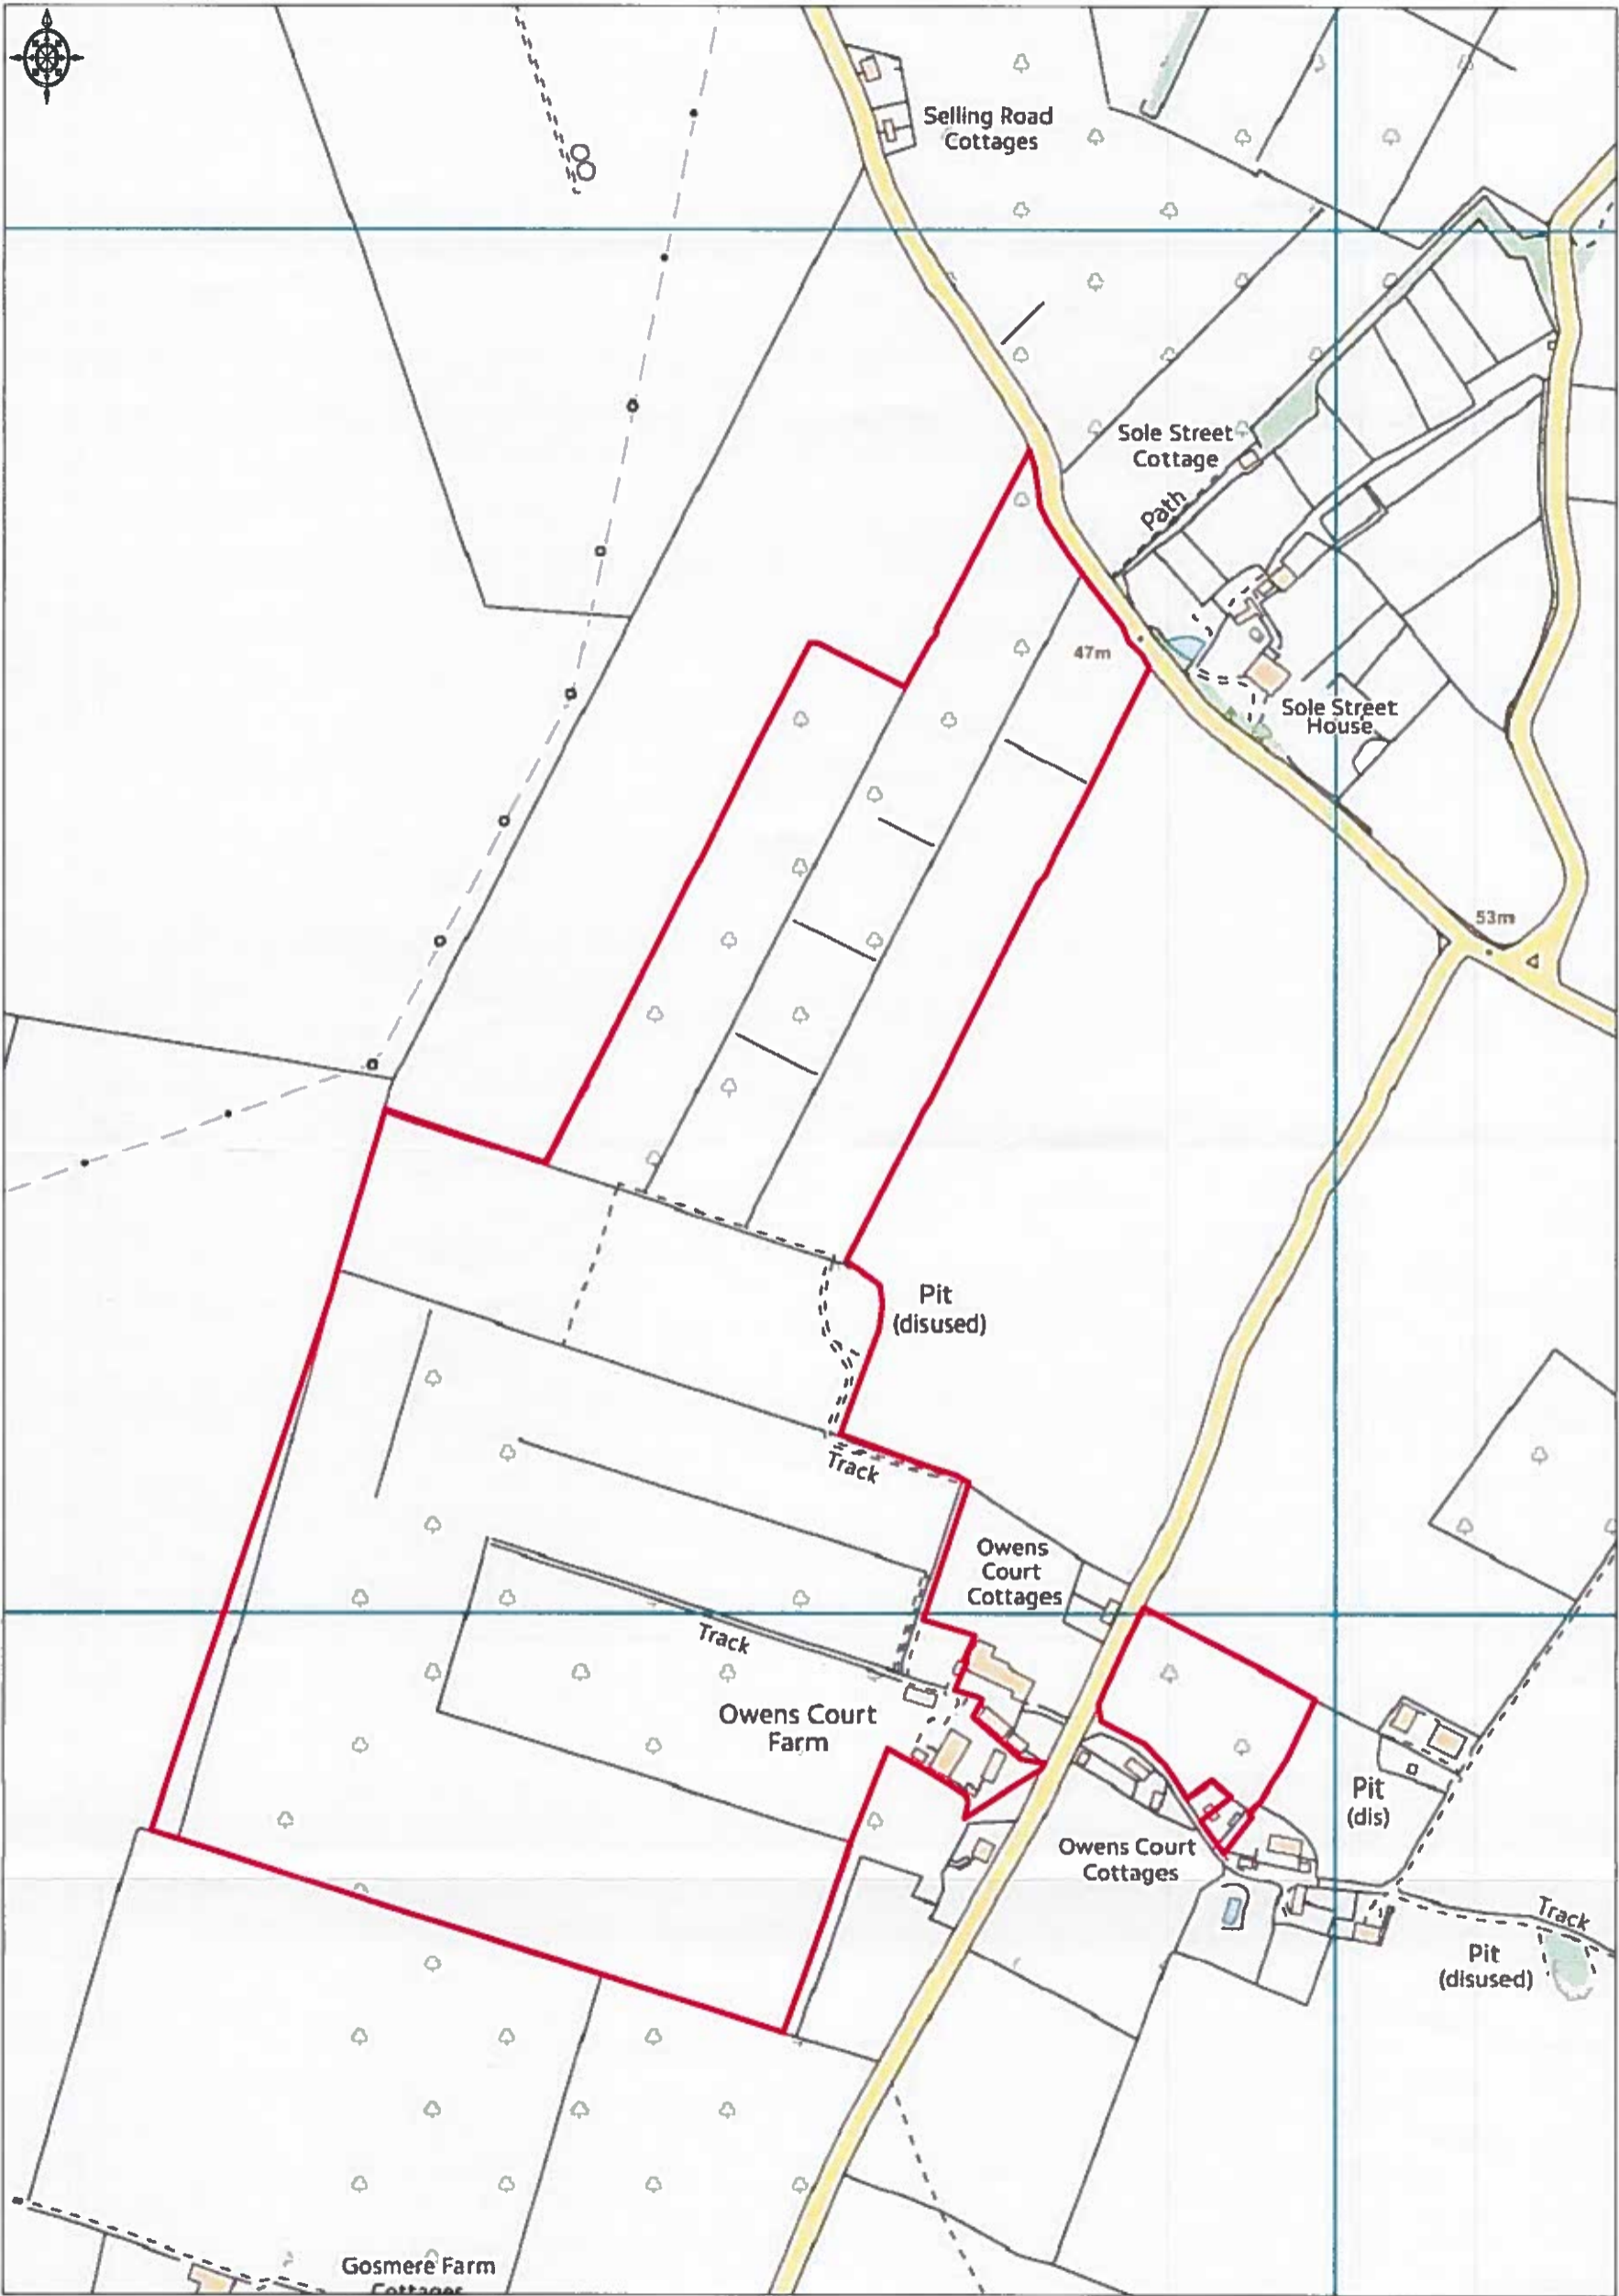 Selling Road
Cottages
Sole Street
Cottage
Path
47m
Sole Street
House
53m
Pit
(disused)
Track
Owens
Court
Cottages
Track
Owens Court
Farm
Pit
(dis)
Owens Court
Cottages
Track
Pit
(disused)
Gosmere Farm
Cottages